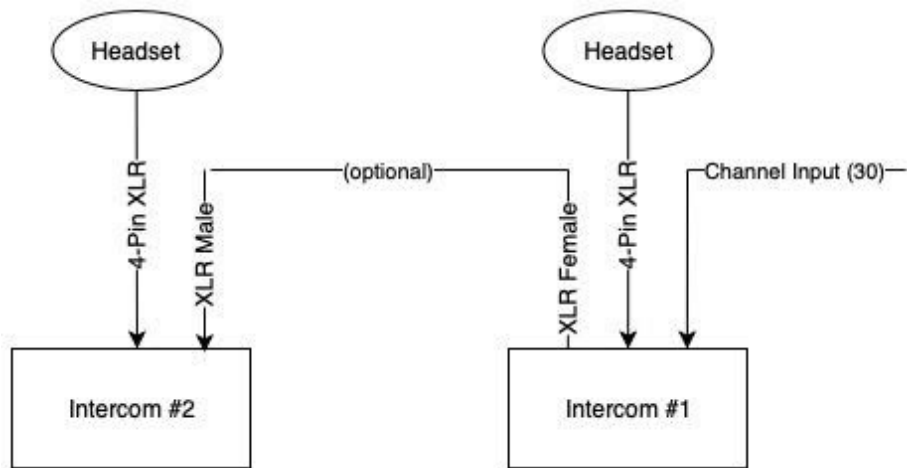 Headset
Headset
4-Pin XLR
XLR Male
(optional)
XLR Female
4-Pin XLR
Channel Input (30)
Intercom #2
Intercom #1